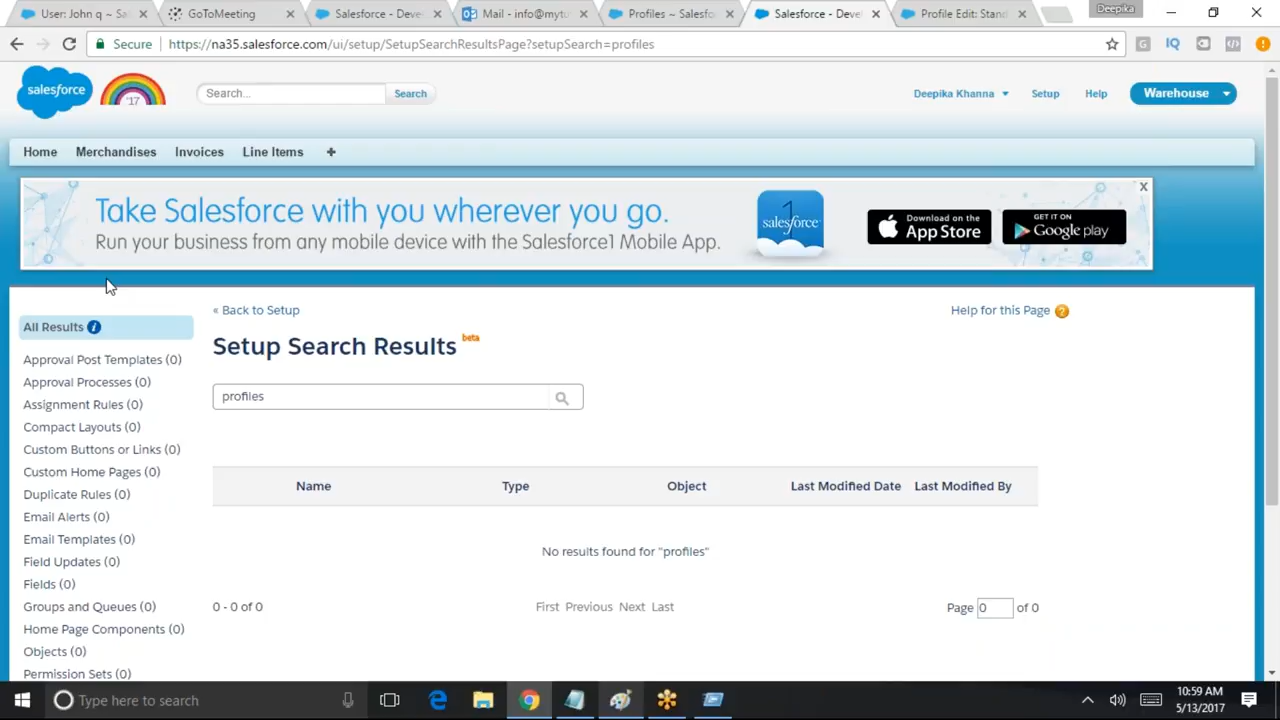 User: John q ~ Sal
GoToMeeting
Salesforce - Devel
Mail - info@mytu
Profiles ~ Salesfo
Salesforce - Devel
Profile Edit: Stand
Deepika
Secure
https://na35.salesforce.com/ui/setup/SetupSearchResultsPage?setupSearch=profiles
salesforce
'17
Search...
Search
Deepika Khanna
Setup
Help
Warehouse
Home
Merchandises
Invoices
Line Items
+
Take Salesforce with you wherever you go.
Run your business from any mobile device with the Salesforce1 Mobile App.
1
salesforce
Download on the
App Store
GET IT ON
Google play
X
All Results
« Back to Setup
Help for this Page
Setup Search Results beta
profiles
Approval Post Templates (0)
Approval Processes (0)
Assignment Rules (0)
Compact Layouts (0)
Custom Buttons or Links (0)
Custom Home Pages (0)
Duplicate Rules (0)
Email Alerts (0)
Email Templates (0)
Field Updates (0)
Fields (0)
Groups and Queues (0)
Home Page Components (0)
Objects (0)
Permission Sets (0)
Name
Type
Object
Last Modified Date
Last Modified By
No results found for "profiles"
0 - 0 of 0
First Previous Next Last
Page 0 of 0
Type here to search
10:59 AM
5/13/2017